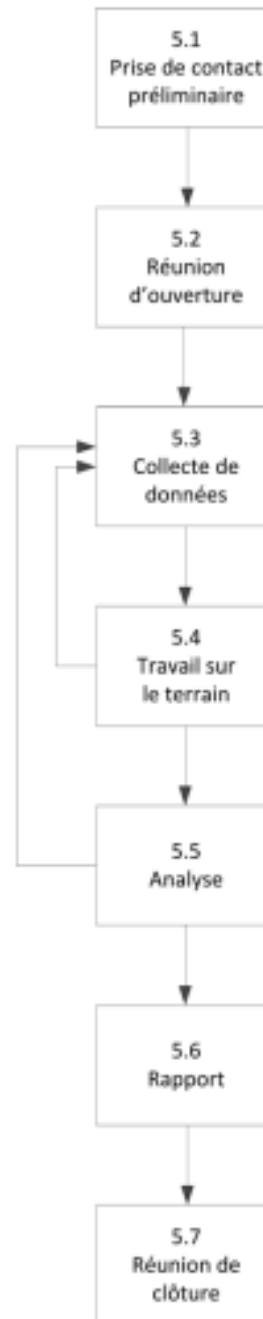 5.1
Prise de contact
préliminaire
5.2
Réunion
d'ouverture
5.3
Collecte de
données
5.4
Travail sur
le terrain
5.5
Analyse
5.6
Rapport
5.7
Réunion de
clôture